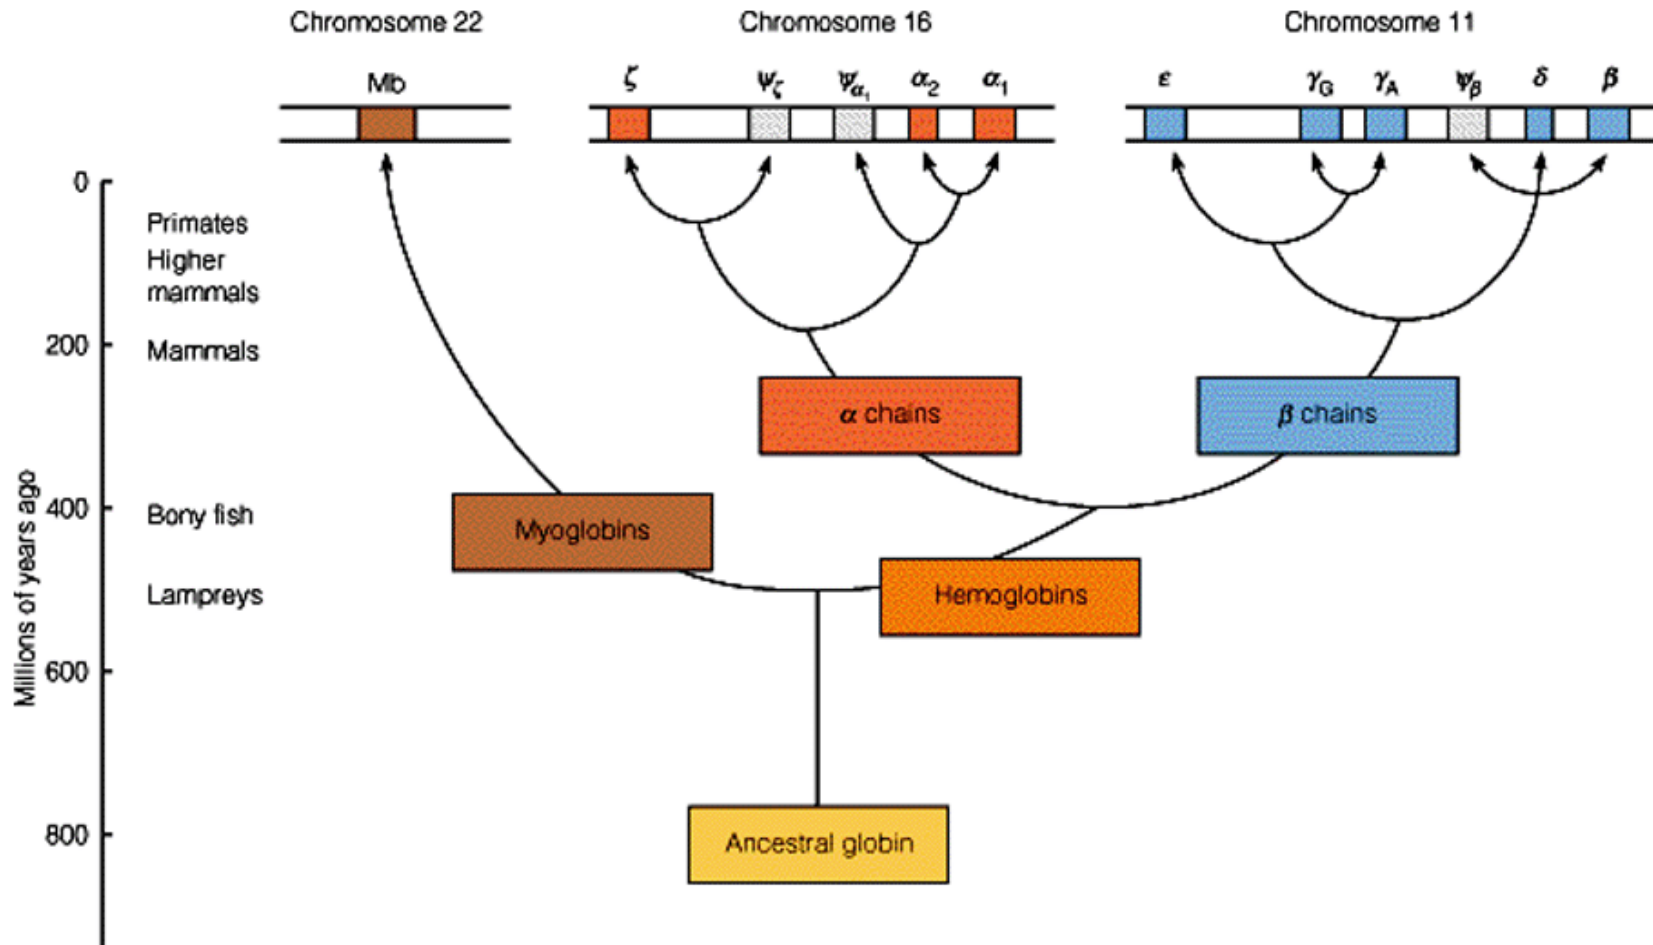 Chromosome 22
Chromosome 16
Chromosome 11
Mb
ζ
ψζ
ψα₁
α₂
α₁
ε
γG
γA
ψβ
δ
β
0
Primates
Higher
mammals
200
Mammals
α chains
β chains
400
Bony fish
Myoglobins
Lampreys
Hemoglobins
600
800
Ancestral globin
Millions of years ago